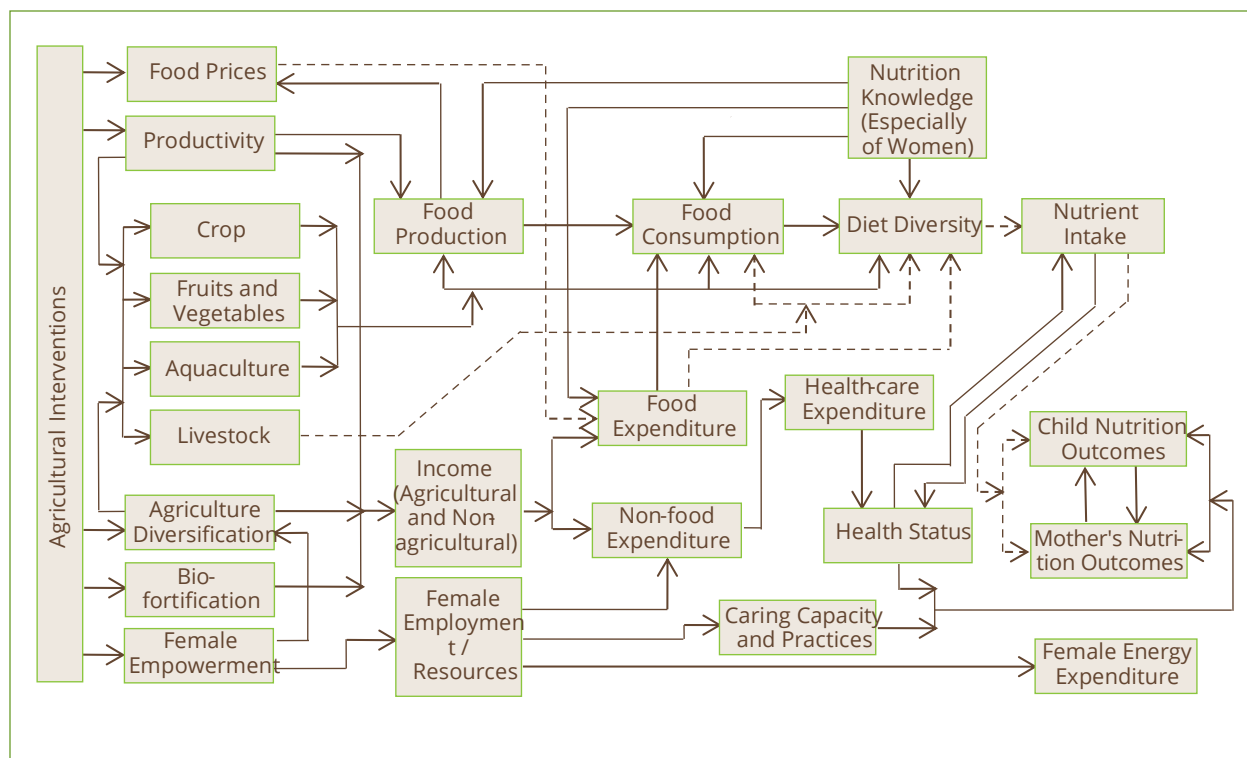 Agricultural Interventions
Food Prices
Productivity
Crop
Fruits and
Vegetables
Aquaculture
Livestock
Agriculture
Diversification
Bio-
fortification
Female
Empowerment
Food
Production
Income
(Agricultural
and Non-
agricultural)
Female
Employmen
t /
Resources
Nutrition
Knowledge
(Especially
of Women)
Food
Consumption
Diet Diversity
Nutrient
Intake
Food
Expenditure
Non-food
Expenditure
Health-care
Expenditure
Health Status
Caring Capacity
and Practices
Child Nutrition
Outcomes
Mother's Nutri-
tion Outcomes
Female Energy
Expenditure